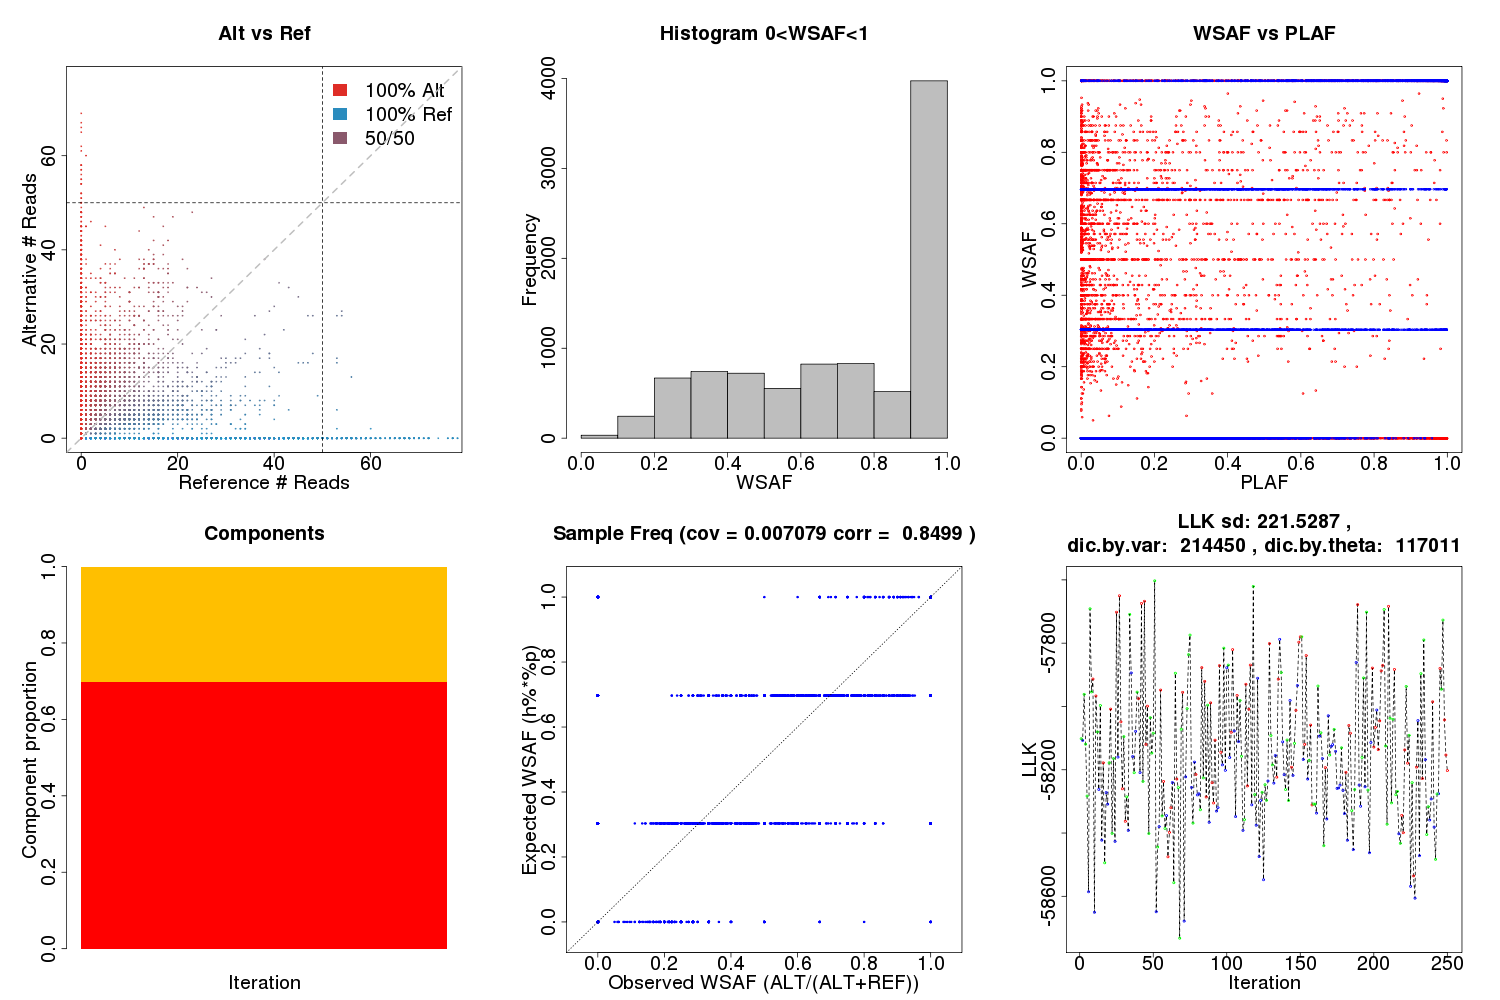 Alt vs Ref
100% Alt
100% Ref
50/50
Alternative # Reads
0 20 40 60
0 20 40 60
Reference # Reads
Histogram 0<WSAF<1
Frequency
0 1000 2000 3000 4000
0.0 0.2 0.4 0.6 0.8 1.0
WSAF
WSAF vs PLAF
WSAF
0.0 0.2 0.4 0.6 0.8 1.0
0.0 0.2 0.4 0.6 0.8 1.0
PLAF
Components
Component proportion
0.0 0.2 0.4 0.6 0.8 1.0
Iteration
Sample Freq (cov = 0.007079 corr = 0.8499 )
Expected WSAF (h%*%p)
0.0 0.2 0.4 0.6 0.8 1.0
0.0 0.2 0.4 0.6 0.8 1.0
Observed WSAF (ALT/(ALT+REF))
LLK sd: 221.5287 ,
dic.by.var: 214450 , dic.by.theta: 117011
LLK
-58600 -58200 -57800
0 50 100 150 200 250
Iteration